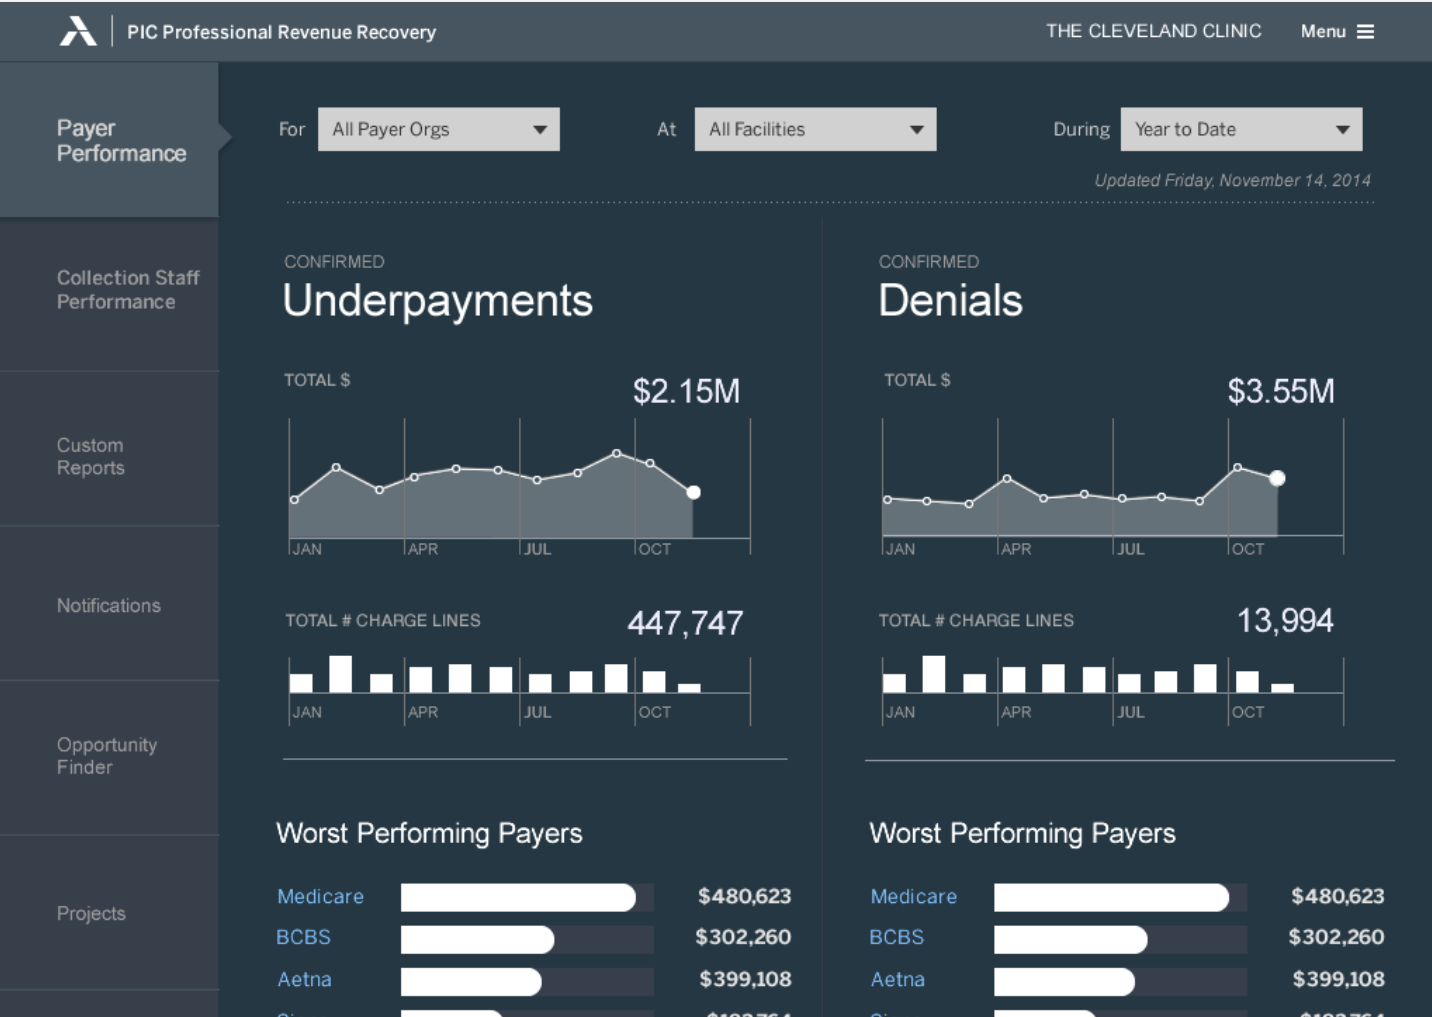 PIC Professional Revenue Recovery
THE CLEVELAND CLINIC
Menu
Payer
Performance
Collection Staff
Performance
Custom
Reports
Notifications
Opportunity
Finder
Projects
For All Payer Orgs
At All Facilities
During Year to Date
Updated Friday, November 14, 2014
CONFIRMED
Underpayments
TOTAL $ $2.15M
JAN APR JUL OCT
TOTAL # CHARGE LINES 447,747
JAN APR JUL OCT
Worst Performing Payers
Medicare $480,623
BCBS $302,260
Aetna $399,108
CONFIRMED
Denials
TOTAL $ $3.55M
JAN APR JUL OCT
TOTAL # CHARGE LINES 13,994
JAN APR JUL OCT
Worst Performing Payers
Medicare $480,623
BCBS $302,260
Aetna $399,108